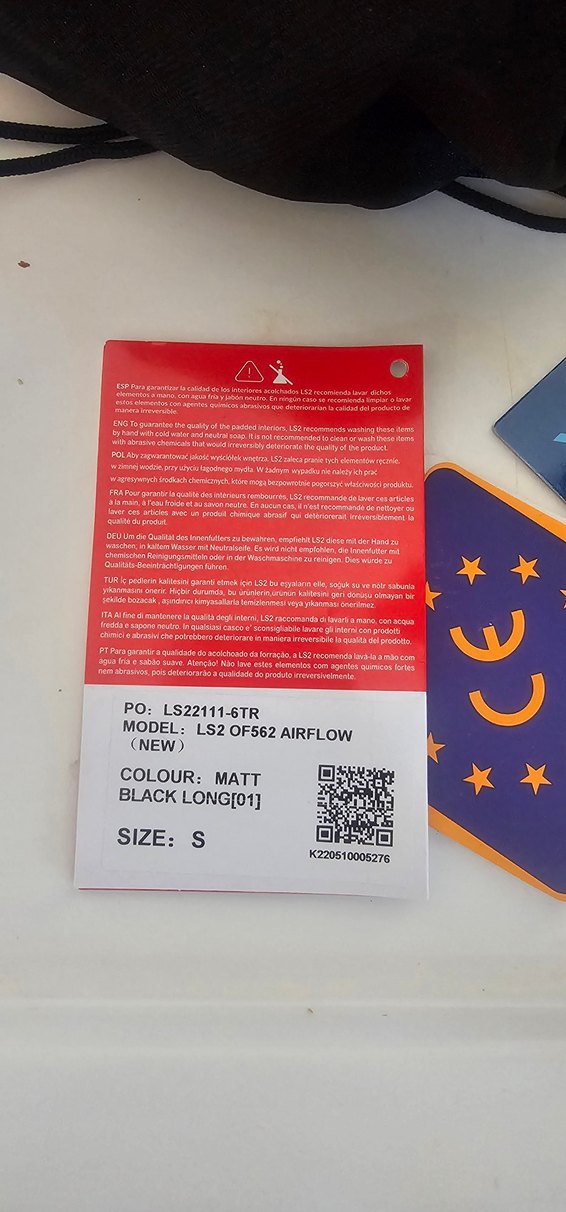 ESP Para garantizar la calidad de los interiores acolchados LS2 recomienda lavar dichos
elementos a mano, con agua fría y jabón neutro. En ningún caso se recomienda limpiar o lavar
estos elementos con agentes químicos abrasivos que deteriorarían la calidad del producto de
manera irreversible.
ENG To guarantee the quality of the padded interiors, LS2 recommends washing these items
by hand with cold water and neutral soap. It is not recommended to clean or wash these items
with abrasive chemicals that would irreversibly deteriorate the quality of the product.
POL Aby zagwarantować jakość wyściółek wnętrza, LS2 zaleca pranie tych elementów ręcznie,
w zimnej wodzie, przy użyciu łagodnego mydła. W żadnym wypadku nie należy ich prać
w agresywnych środkach chemicznych, które mogą bezpowrotnie pogorszyć właściwości produktu.
FRA Pour garantir la qualité des intérieurs rembourrés, LS2 recommande de laver ces articles
à la main, à l'eau froide et au savon neutre. En aucun cas, il n'est recommandé de nettoyer ou
laver ces articles avec un produit chimique abrasif qui détériorerait irréversiblement la
qualité du produit.
DEU Um die Qualität des Innenfutters zu bewahren, empfiehlt LS2 diese mit der Hand zu
waschen, in kaltem Wasser mit Neutralseife. Es wird nicht empfohlen, die Innenfutter mit
chemischen Reinigungsmitteln oder in der Waschmaschine zu reinigen. Dies würde zu
Qualitäts-Beeinträchtigungen führen.
TUR İç pedlerin kalitesini garanti etmek için LS2 bu eşyaların elle, soğuk su ve nötr sabunla
yıkanmasını önerir. Hiçbir durumda, bu ürünlerin,ürünün kalitesini geri dönüşü olmayan bir
şekilde bozacak , aşındırıcı kimyasallarla temizlenmesi veya yıkanması önerilmez.
ITA Al fine di mantenere la qualità degli interni, LS2 raccomanda di lavarli a mano, con acqua
fredda e sapone neutro. In qualsiasi casco e' sconsigliabile lavare gli interni con prodotti
chimici e abrasivi che potrebbero deteriorare in maniera irreversibile la qualità del prodotto.
PT Para garantir a qualidade do acolchoado da forração, a LS2 recomenda lavá-la a mão com
agua fria e sabão suave. Atenção! Não lave estes elementos com agentes químicos fortes
nem abrasivos, pois deteriorarão a qualidade do produto irreversivelmente.
PO: LS22111-6TR
MODEL: LS2 OF562 AIRFLOW
(NEW)
COLOUR: MATT
BLACK LONG[01]
SIZE: S
K220510005276
CE